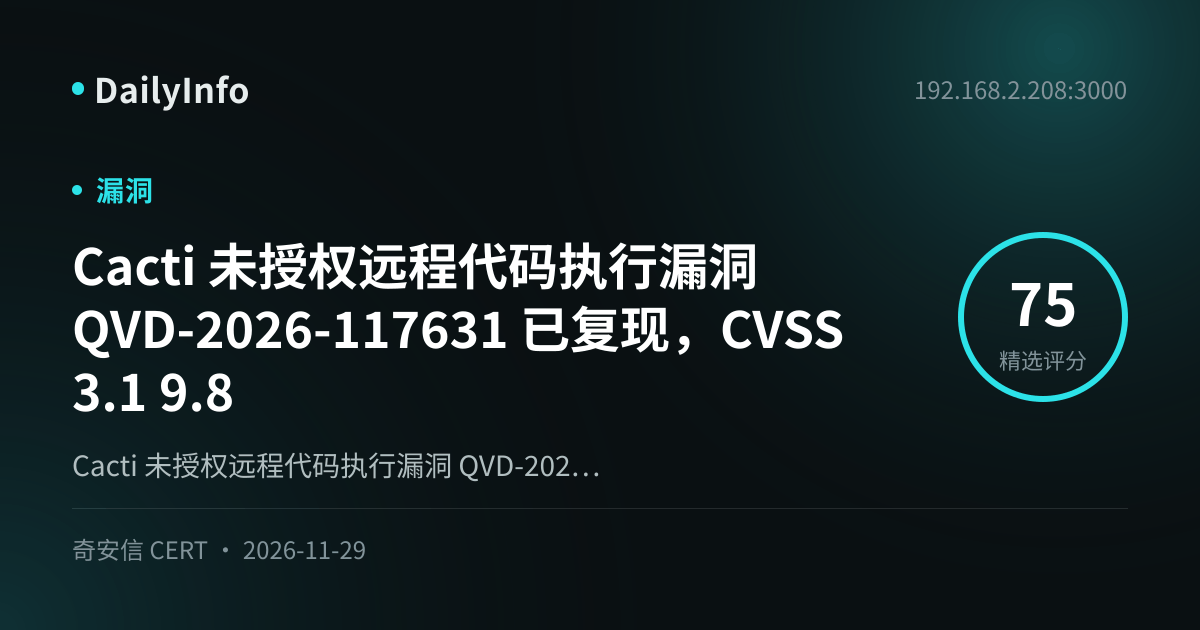 DailyInfo
192.168.2.208:3000
漏洞
Cacti 未授权远程代码执行漏洞
QVD-2026-117631 已复现，CVSS
3.1 9.8
75
精选评分
Cacti 未授权远程代码执行漏洞 QVD-202…
奇安信 CERT · 2026-11-29